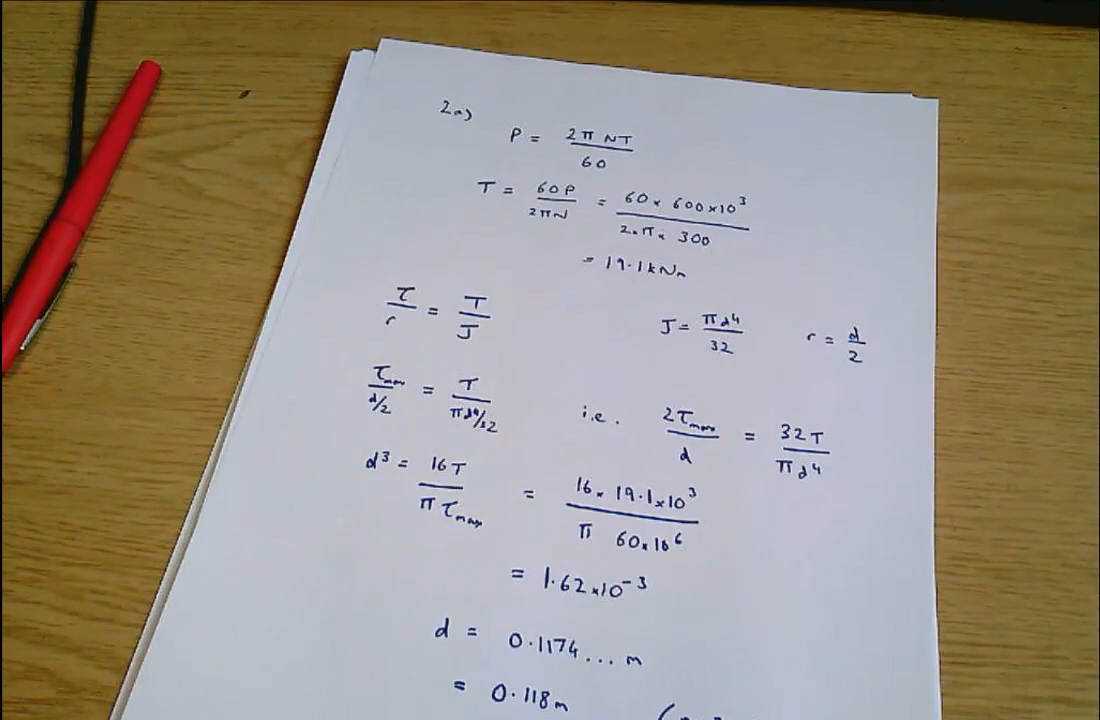 2a)
P = 2π NT / 60
T = 60P / 2πN = 60 × 600×10³ / 2×π× 300
= 19.1kNm
τ / r = T / J    J = πd⁴ / 32    r = d / 2
τmax / d/2 = T / πd⁴/32    i.e. 2τmax / d = 32T / πd⁴
d³ = 16T / π τmax = 16 × 19.1×10³ / π 60×10⁶
= 1.62×10⁻³
d = 0.1174... m
= 0.118m